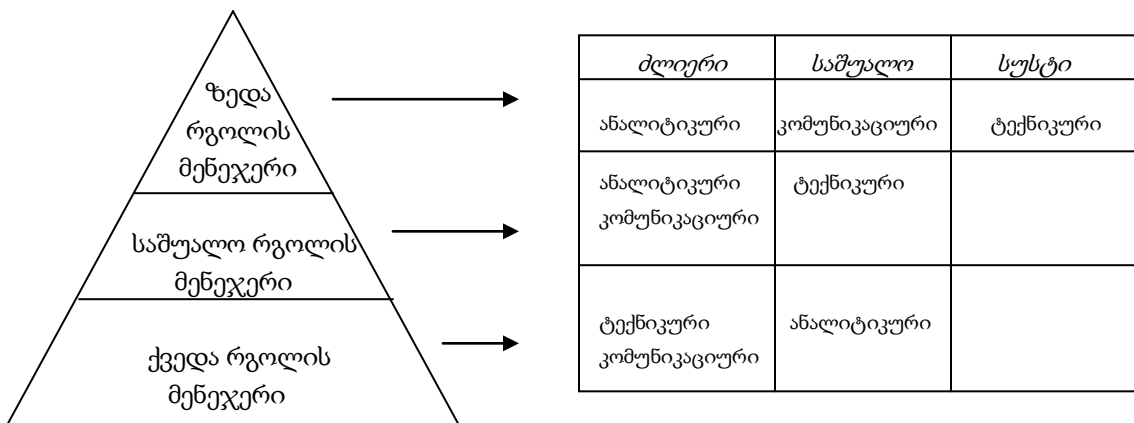 ზედა
რგოლის
მენეჯერი
საშუალო რგოლის
მენეჯერი
ქვედა რგოლის
მენეჯერი
ძლიერი საშუალო სუსტი
ანალიტიკური კომუნიკაციური ტექნიკური
ანალიტიკური ტექნიკური
კომუნიკაციური
ტექნიკური ანალიტიკური
კომუნიკაციური